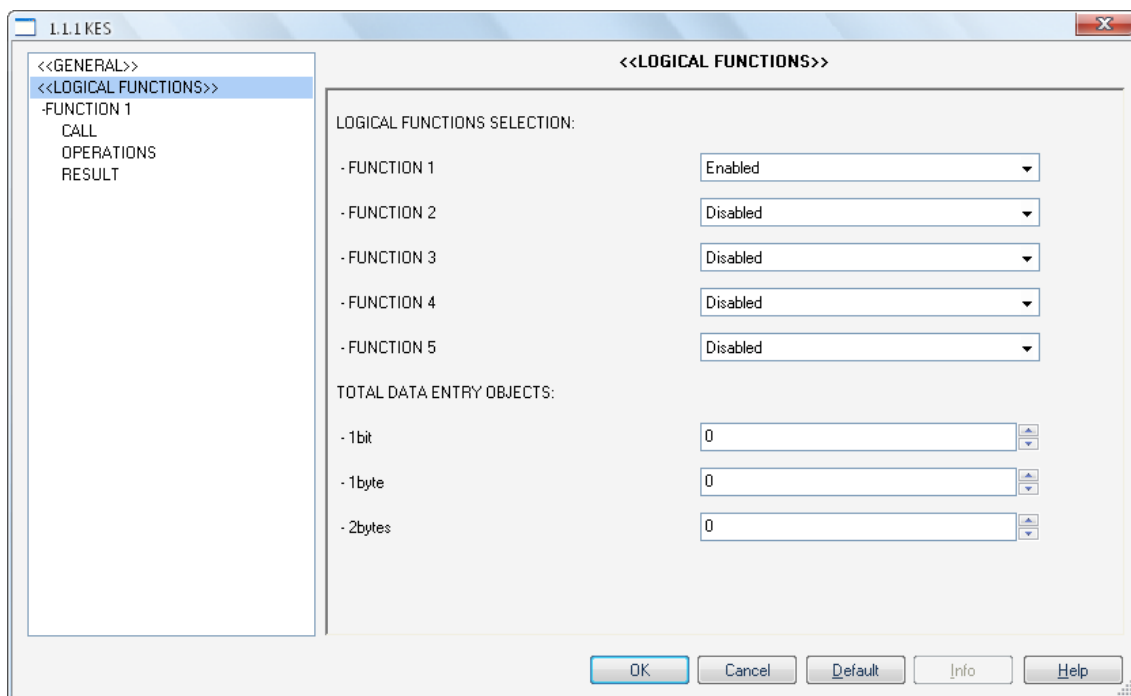 1.1.1 KES
<<GENERAL>>
<<LOGICAL FUNCTIONS>>
-FUNCTION 1
CALL
OPERATIONS
RESULT
<<LOGICAL FUNCTIONS>>
LOGICAL FUNCTIONS SELECTION:
- FUNCTION 1 Enabled
- FUNCTION 2 Disabled
- FUNCTION 3 Disabled
- FUNCTION 4 Disabled
- FUNCTION 5 Disabled
TOTAL DATA ENTRY OBJECTS:
- 1bit 0
- 1byte 0
- 2bytes 0
OK Cancel Default Info Help